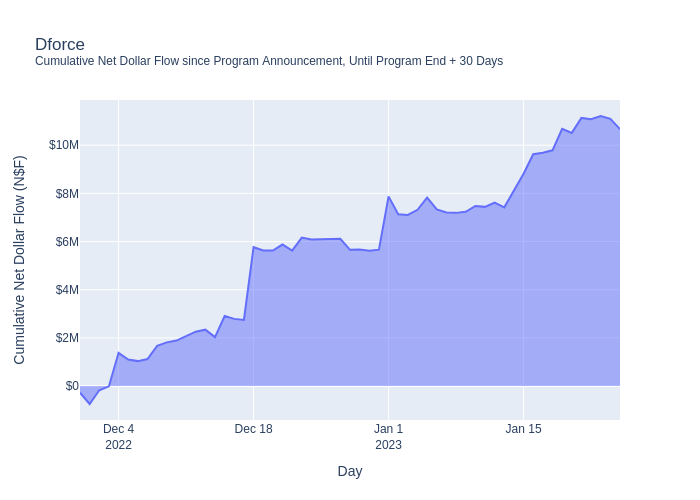 Dforce
Cumulative Net Dollar Flow since Program Announcement, Until Program End + 30 Days
Cumulative Net Dollar Flow (N$F)
$10M
$8M
$6M
$4M
$2M
$0
Dec 4 Dec 18 Jan 1 Jan 15
2022 2023
Day